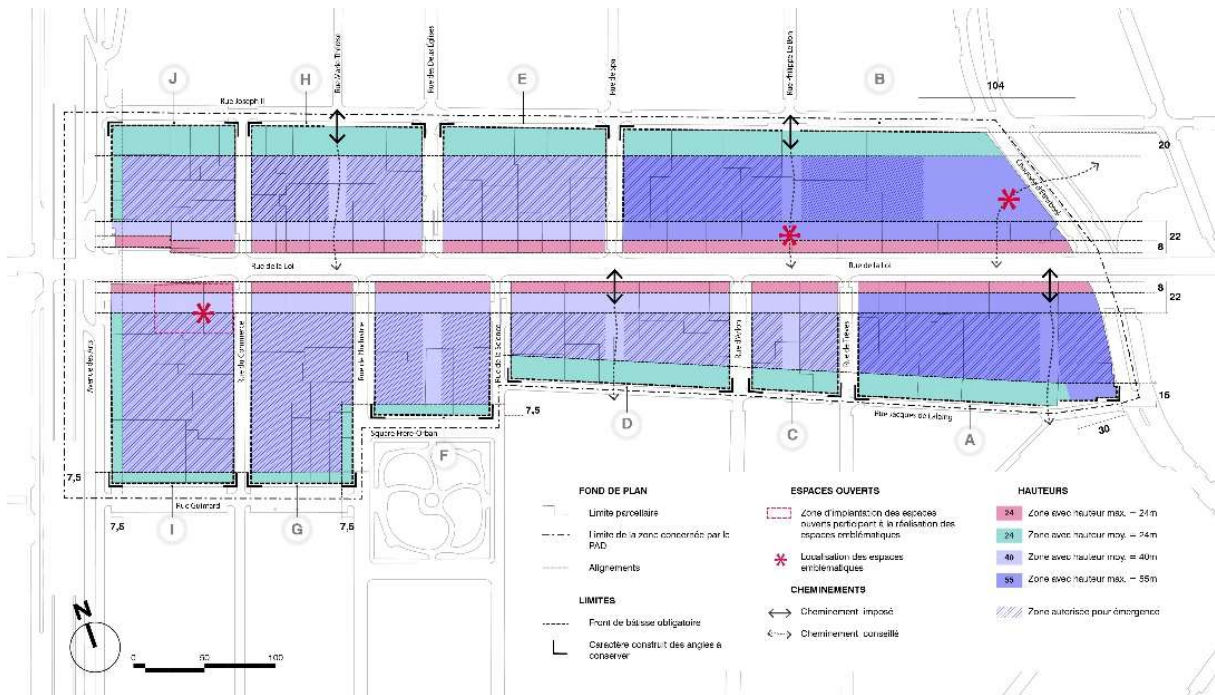 104
B
J
H
E
Rue Marie-Thérèse
Rue des Deux Eglises
Rue de Spa
Rue Philippe Le Bon
Rue Joseph II
20
Chaussée d'Etterbeek
22
8
Rue de la Loi
Rue de la Loi
8
22
Avenue des Arts
Rue du Commerce
Rue de l'Industrie
Rue de la Science
Rue d'Arlon
Rue de Trèves
15
7,5
D
C
Rue Jacques de Lalaing
A
30
Square Frère-Orban
F
7,5
Rue Guimard
7,5
I
G
7,5
N
0 50 100
FOND DE PLAN
Limite parcellaire
Limite de la zone concernée par le
PAD
Alignements
LIMITES
Front de bâtisse obligatoire
Caractère construit des angles à
conserver
ESPACES OUVERTS
Zone d'implantation des espaces
ouverts participant à la réalisation des
espaces emblématiques
Localisation des espaces
emblématiques
CHEMINEMENTS
Cheminement imposé
Cheminement conseillé
HAUTEURS
24 Zone avec hauteur max. = 24m
24 Zone avec hauteur moy. = 24m
40 Zone avec hauteur moy. = 40m
55 Zone avec hauteur max. = 55m
Zone autorisée pour émergence